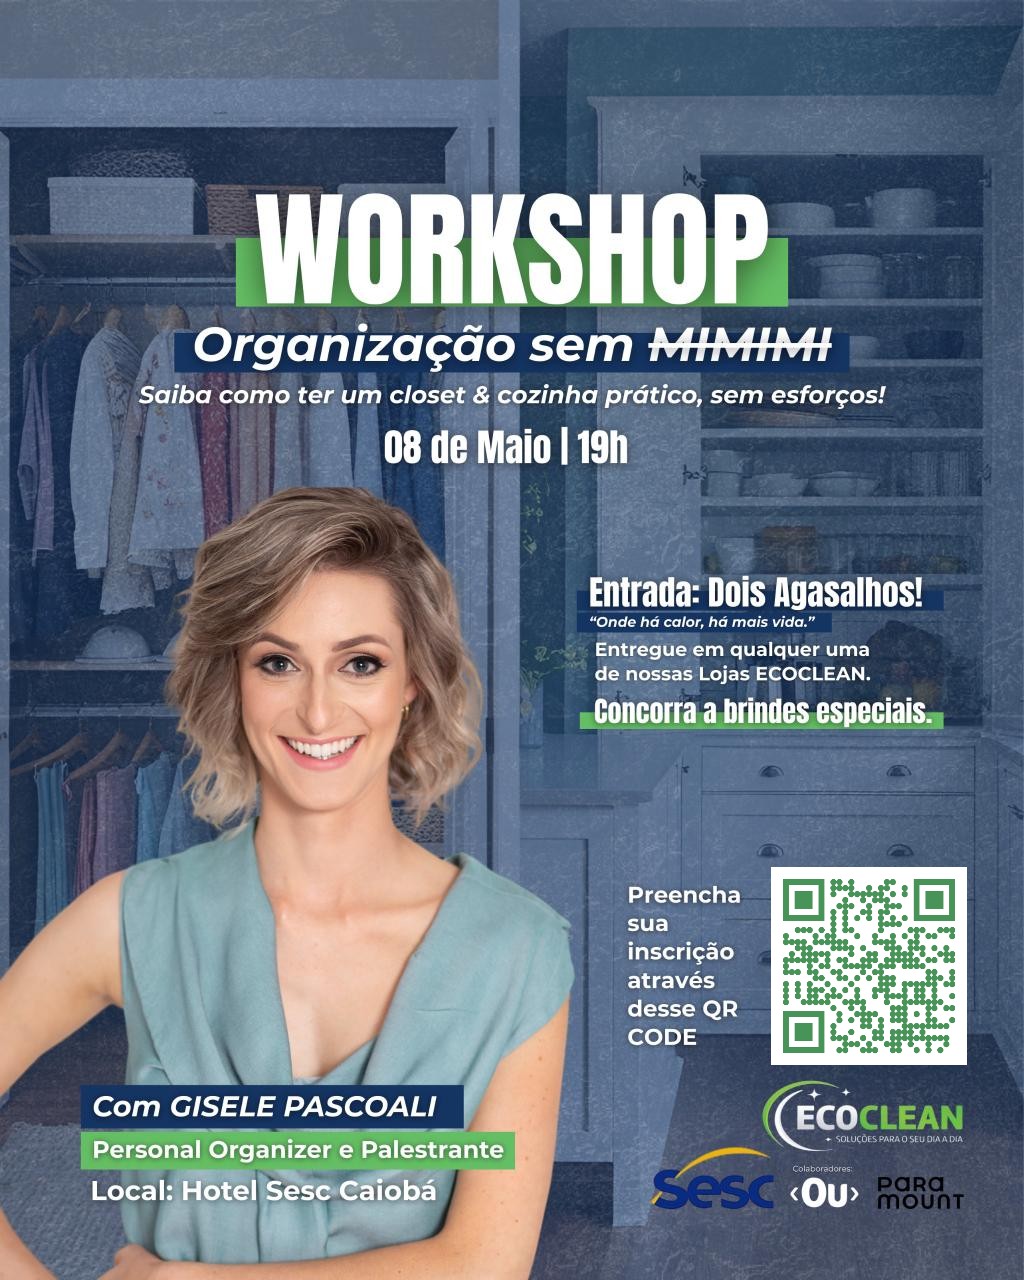 WORKSHOP
Organização sem MIMIMI
Saiba como ter um closet & cozinha prático, sem esforços!
08 de Maio | 19h
Entrada: Dois Agasalhos!
“Onde há calor, há mais vida.”
Entregue em qualquer uma
de nossas Lojas ECOCLEAN.
Concorra a brindes especiais.
Preencha
sua
inscrição
através
desse QR
CODE
Com GISELE PASCOALI
Personal Organizer e Palestrante
Local: Hotel Sesc Caiobá
ECOCLEAN
SOLUÇÕES PARA O SEU DIA A DIA
Sesc
Colaboradores:
‹Ou›
PARA
MOUNT